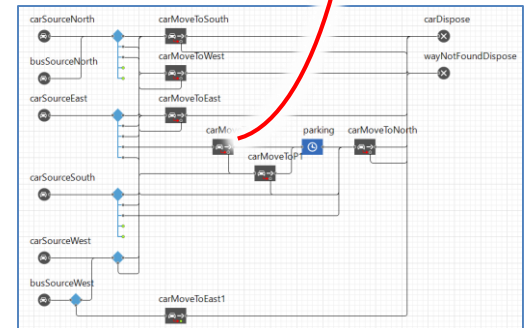 carSourceNorth
carMoveToSouth
carDispose
busSourceNorth
carMoveToWest
wayNotFoundDispose
carSourceEast
carMoveToEast
parking
carMoveToNorth
carMoveToP1
carSourceSouth
carSourceWest
busSourceWest
carMoveToEast1